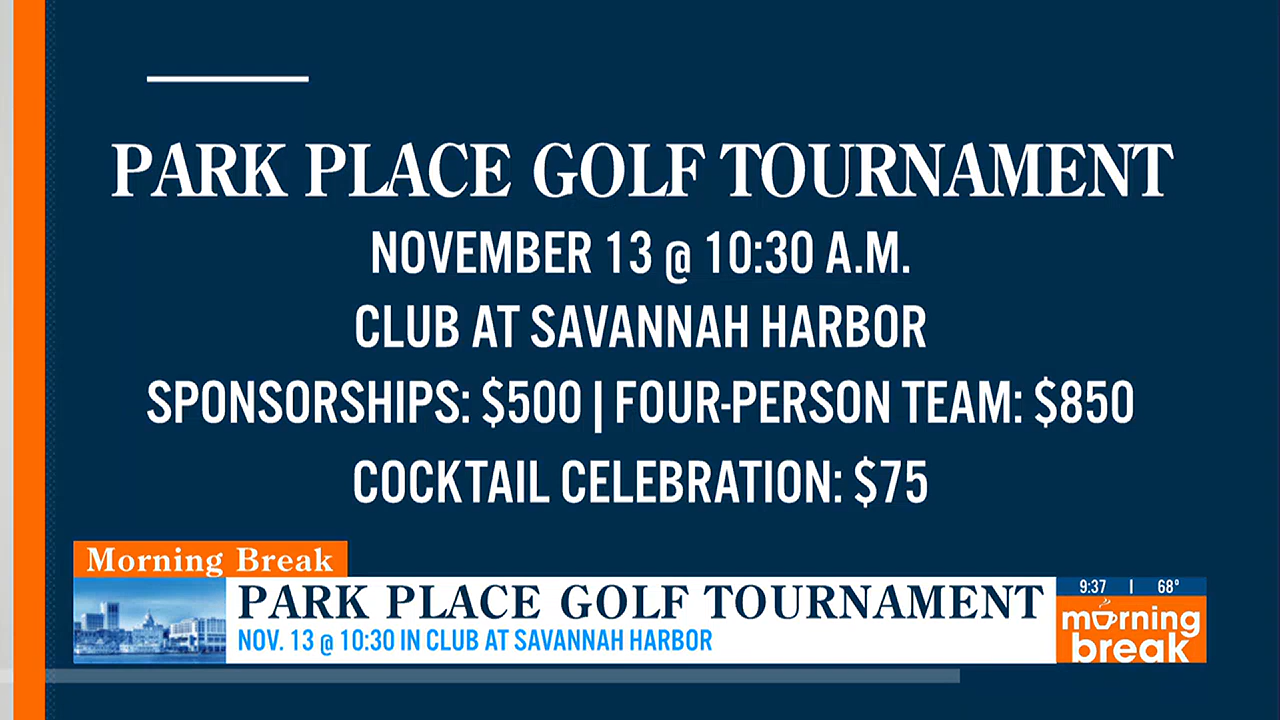 PARK PLACE GOLF TOURNAMENT
NOVEMBER 13 @ 10:30 A.M.
CLUB AT SAVANNAH HARBOR
SPONSORSHIPS: $500 | FOUR-PERSON TEAM: $850
COCKTAIL CELEBRATION: $75
Morning Break
PARK PLACE GOLF TOURNAMENT
NOV. 13 @ 10:30 IN CLUB AT SAVANNAH HARBOR
9:37 | 68°
morning
break